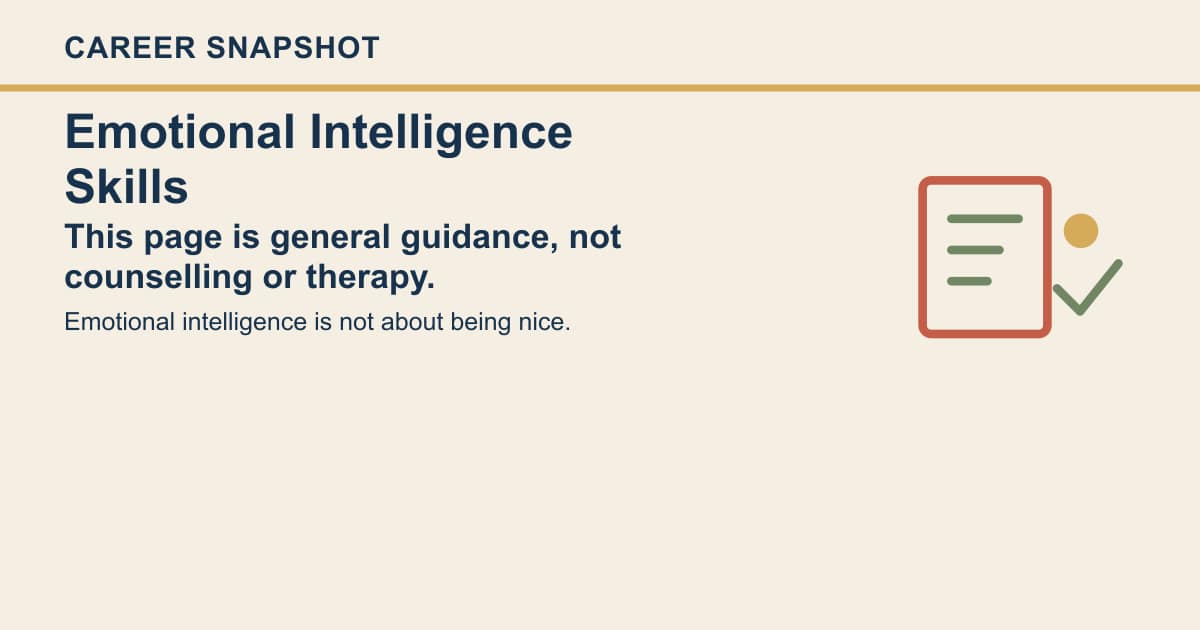 CAREER SNAPSHOT
Emotional Intelligence
Skills
This page is general guidance, not
counselling or therapy.
Emotional intelligence is not about being nice.